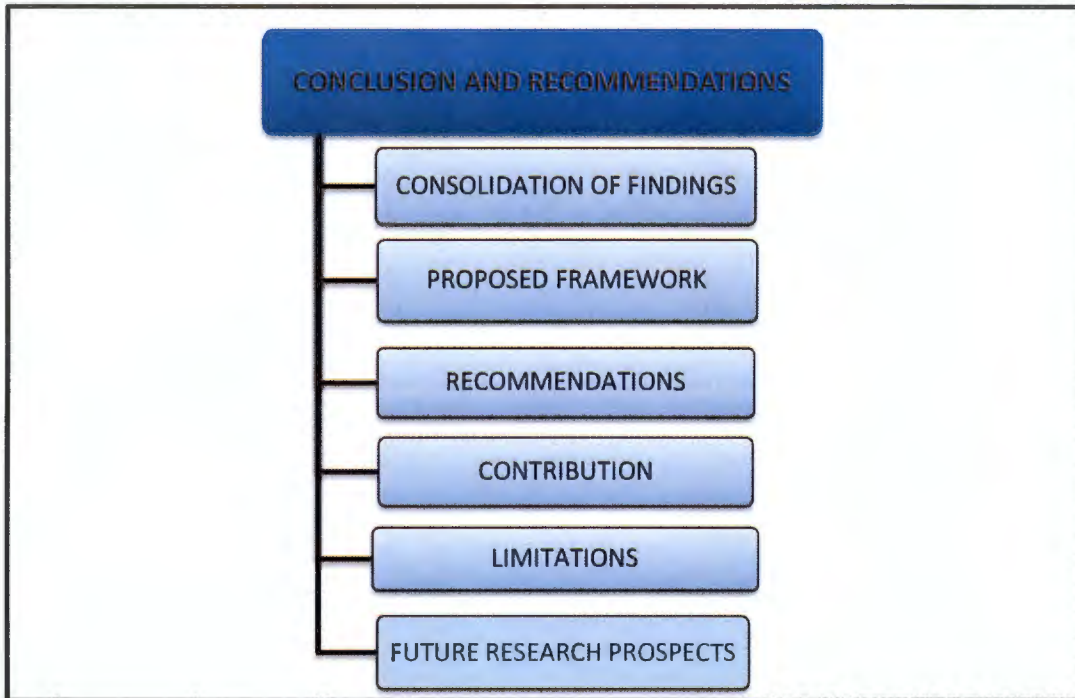 CONCLUSION AND RECOMMENDATIONS
CONSOLIDATION OF FINDINGS
PROPOSED FRAMEWORK
RECOMMENDATIONS
CONTRIBUTION
LIMITATIONS
FUTURE RESEARCH PROSPECTS